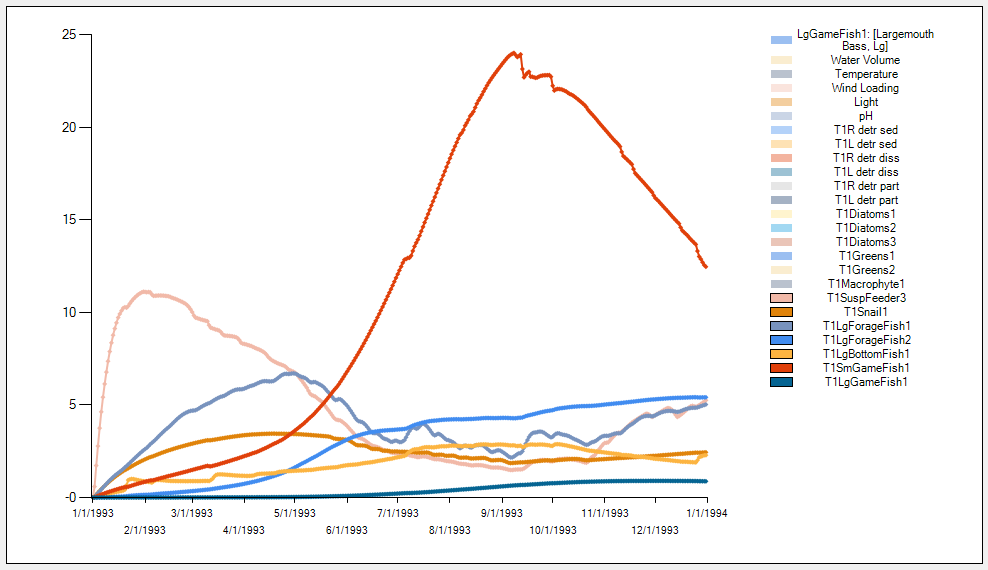 25
20
15
10
5
-0
1/1/1993
2/1/1993
3/1/1993
4/1/1993
5/1/1993
6/1/1993
7/1/1993
8/1/1993
9/1/1993
10/1/1993
11/1/1993
12/1/1993
1/1/1994
LgGameFish1: [Largemouth
Bass, Lg]
Water Volume
Temperature
Wind Loading
Light
pH
T1R detr sed
T1L detr sed
T1R detr diss
T1L detr diss
T1R detr part
T1L detr part
T1Diatoms1
T1Diatoms2
T1Diatoms3
T1Greens1
T1Greens2
T1Macrophyte1
T1SuspFeeder3
T1Snail1
T1LgForageFish1
T1LgForageFish2
T1LgBottomFish1
T1SmGameFish1
T1LgGameFish1